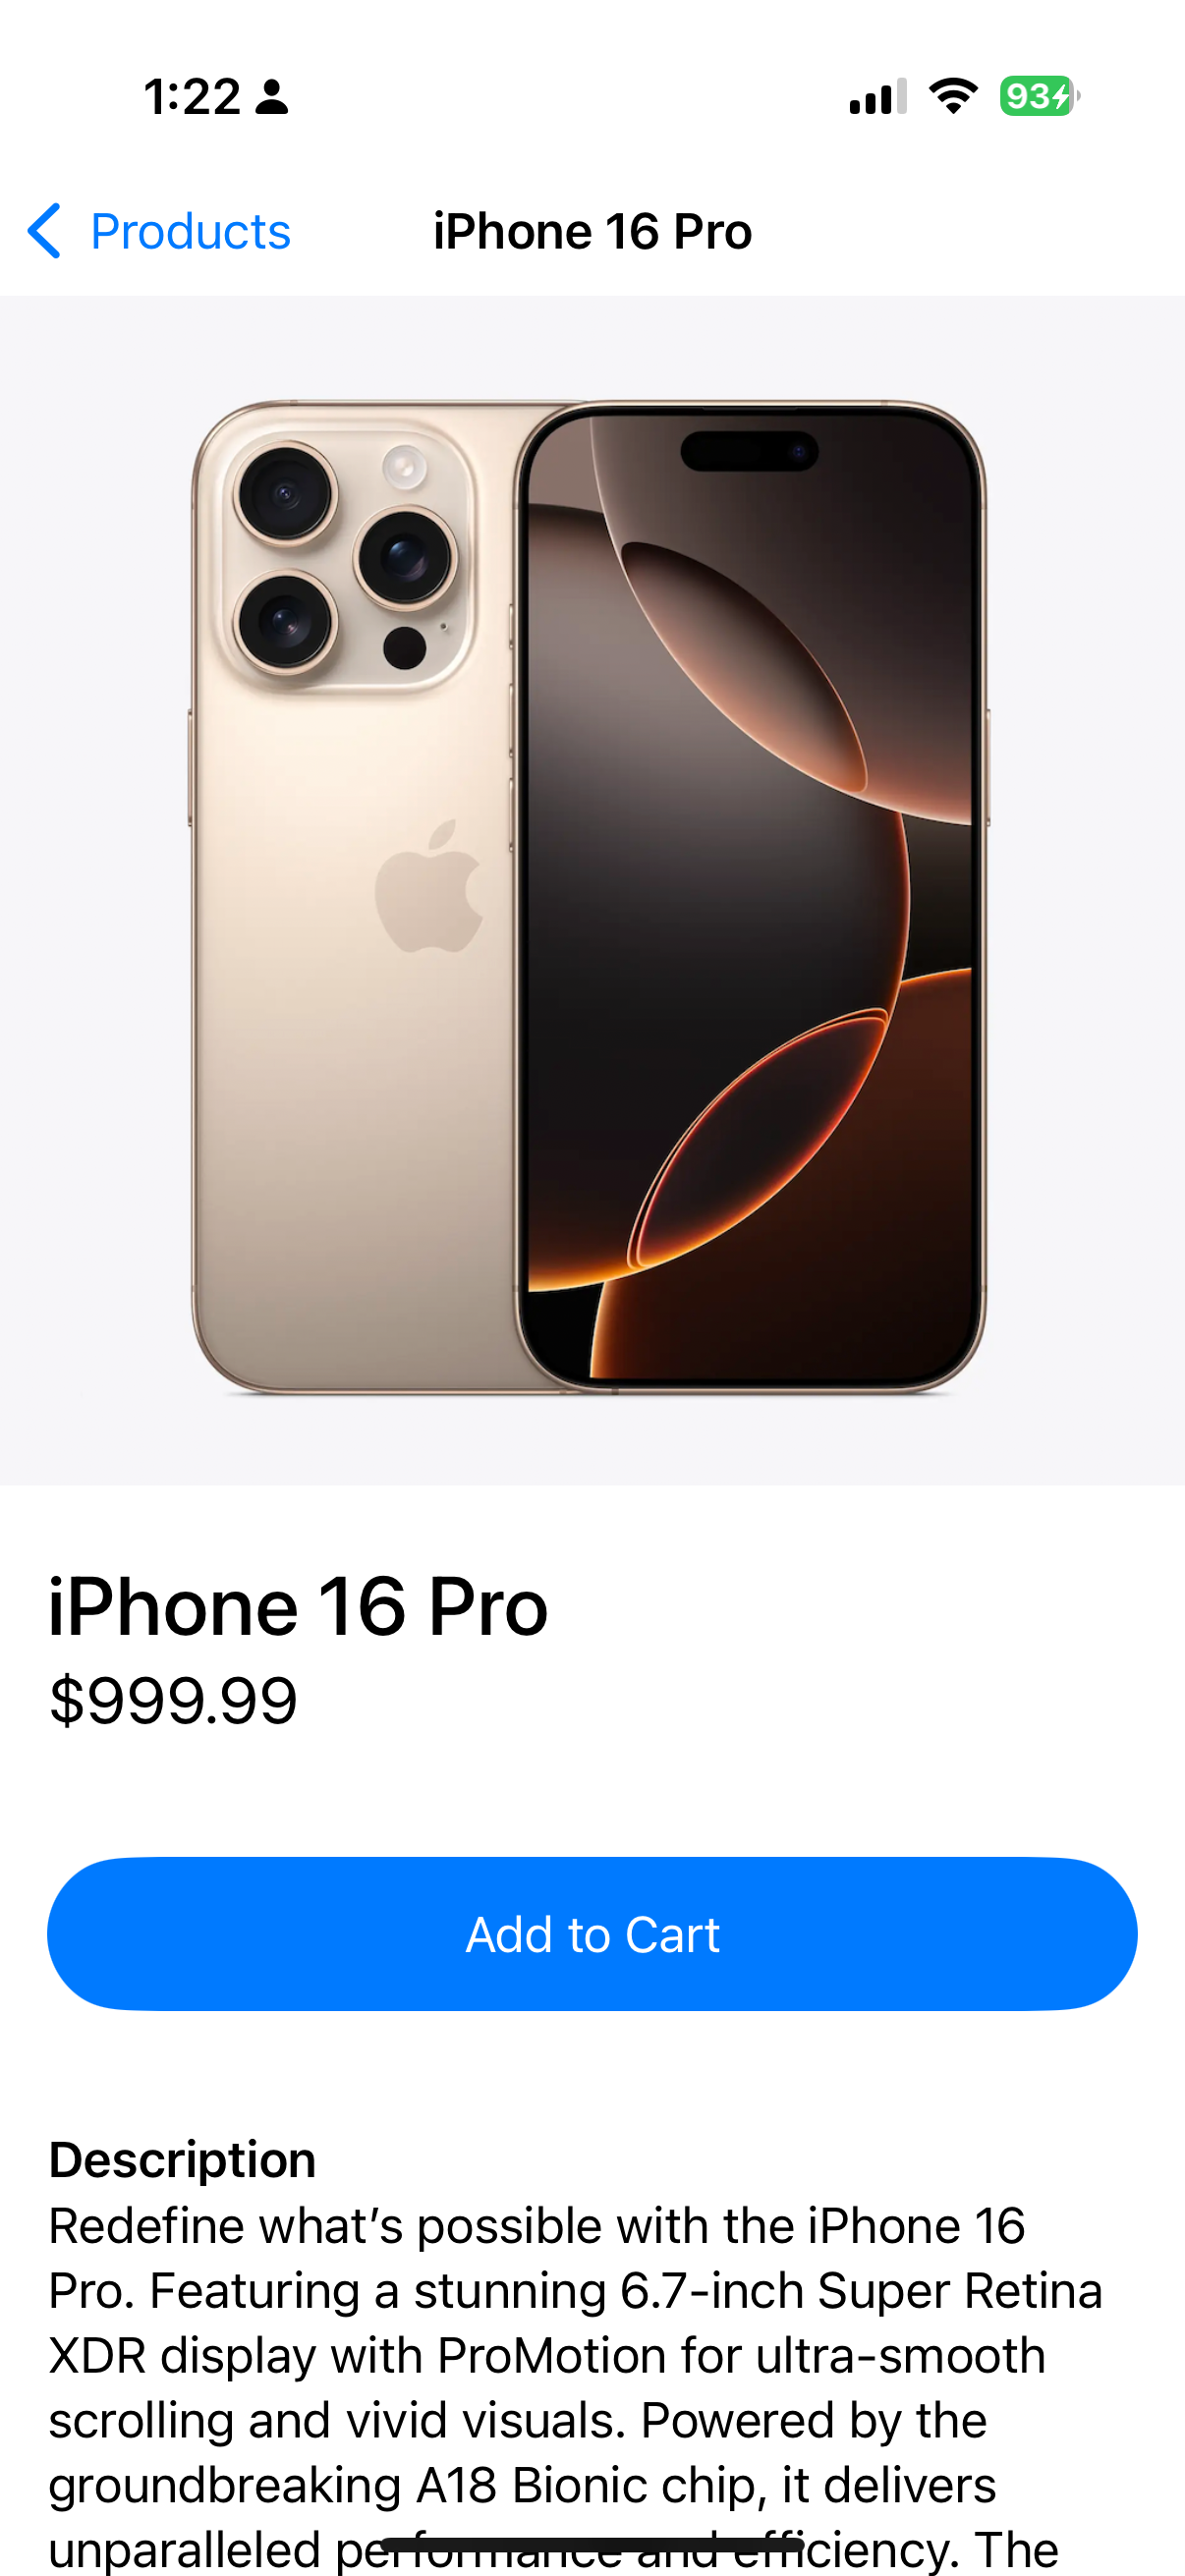 1:22
93
Products
iPhone 16 Pro
iPhone 16 Pro
$999.99
Add to Cart
Description
Redefine what’s possible with the iPhone 16
Pro. Featuring a stunning 6.7-inch Super Retina
XDR display with ProMotion for ultra-smooth
scrolling and vivid visuals. Powered by the
groundbreaking A18 Bionic chip, it delivers
unparalleled performance and efficiency. The